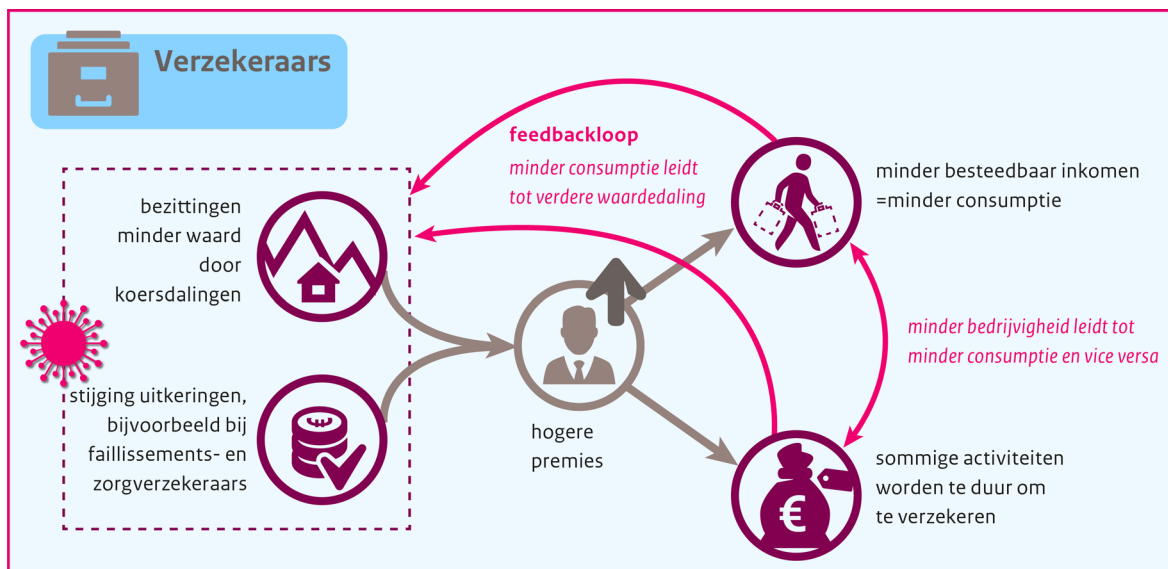 Verzekeraars
feedbackloop
minder consumptie leidt
tot verdere waardedaling
minder besteedbaar inkomen
=minder consumptie
bezittingen
minder waard
door
koersdalingen
minder bedrijvigheid leidt tot
minder consumptie en vice versa
stijging uitkeringen,
bijvoorbeeld bij
faillissements- en
zorgverzekeraars
hogere
premies
sommige activiteiten
worden te duur om
te verzekeren
€